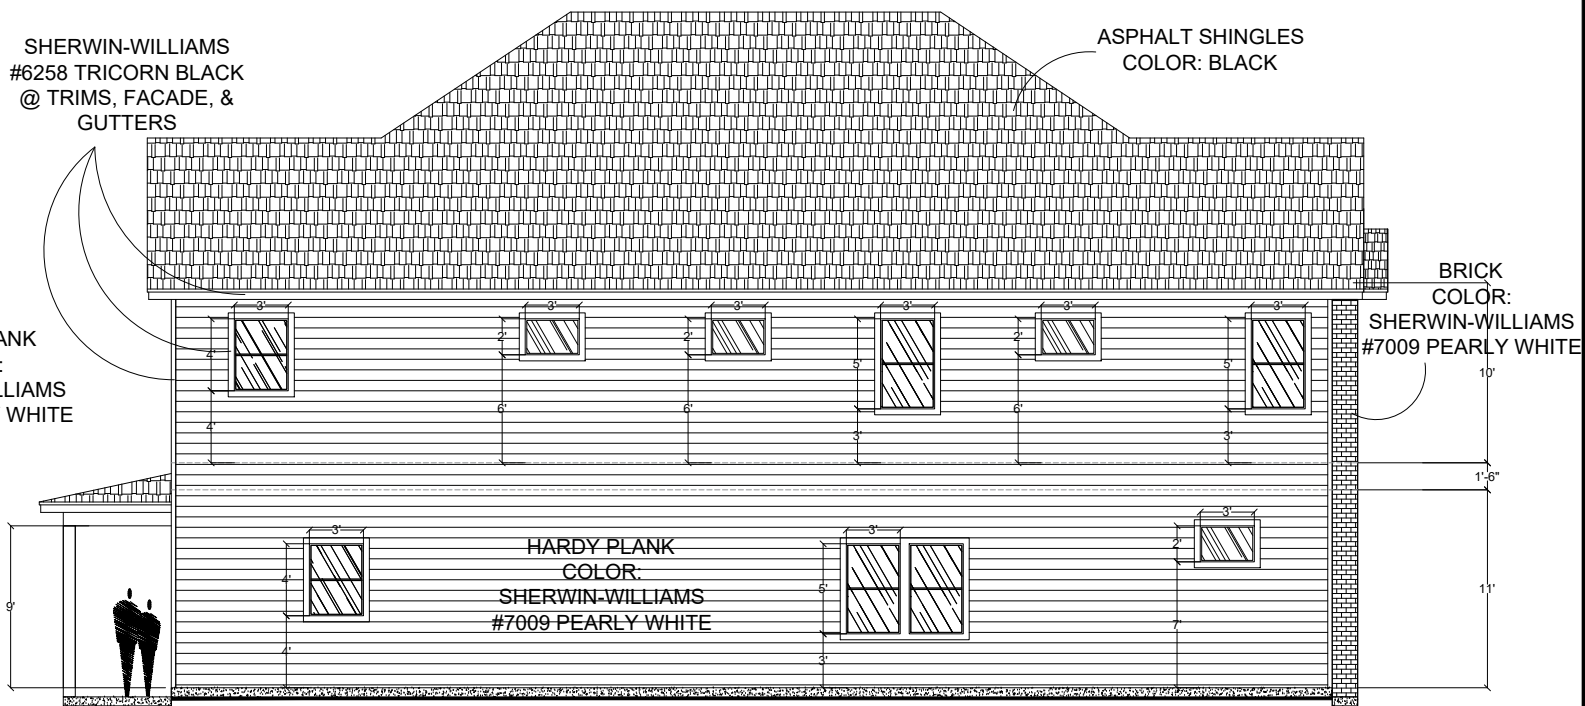 SHERWIN-WILLIAMS
#6258 TRICORN BLACK
@ TRIMS, FACADE, &
GUTTERS
ASPHALT SHINGLES
COLOR: BLACK
BRICK
COLOR:
SHERWIN-WILLIAMS
#7009 PEARLY WHITE
ANK
:
LLIAMS
WHITE
3' 3' 3' 3' 3' 3'
4' 2' 2' 5' 2' 5'
10'
4' 6' 6' 3' 6' 3'
1'-6"
3' 3' 3'
HARDY PLANK
COLOR:
SHERWIN-WILLIAMS
#7009 PEARLY WHITE
4' 5' 2'
9' 11'
4' 3' 7'